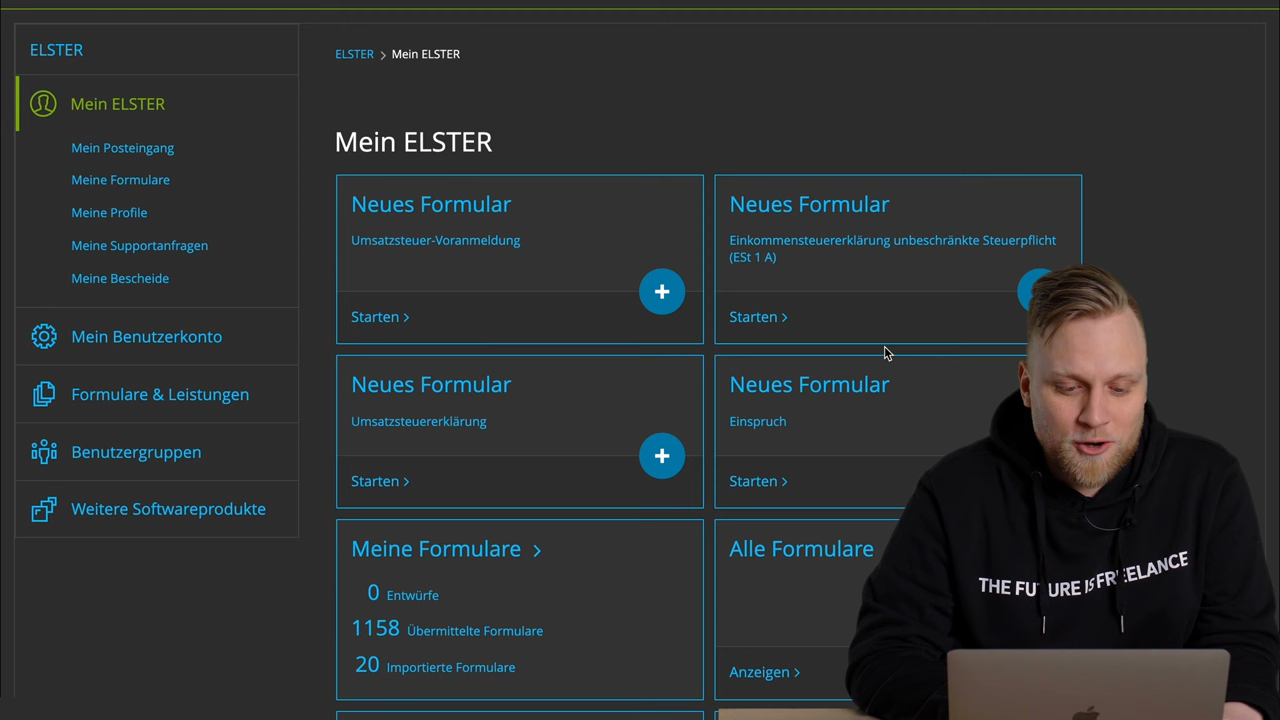 ELSTER
Mein ELSTER
Mein Posteingang
Meine Formulare
Meine Profile
Meine Supportanfragen
Meine Bescheide
Mein Benutzerkonto
Formulare & Leistungen
Benutzergruppen
Weitere Softwareprodukte
ELSTER > Mein ELSTER
Mein ELSTER
Neues Formular
Umsatzsteuer-Voranmeldung
Starten >
Neues Formular
Einkommensteuererklärung unbeschränkte Steuerpflicht
(ESt 1 A)
Starten >
Neues Formular
Umsatzsteuererklärung
Starten >
Neues Formular
Einspruch
Starten >
Meine Formulare >
0 Entwürfe
1158 Übermittelte Formulare
20 Importierte Formulare
Alle Formulare
Anzeigen >
THE FUTURE IS FREELANCE